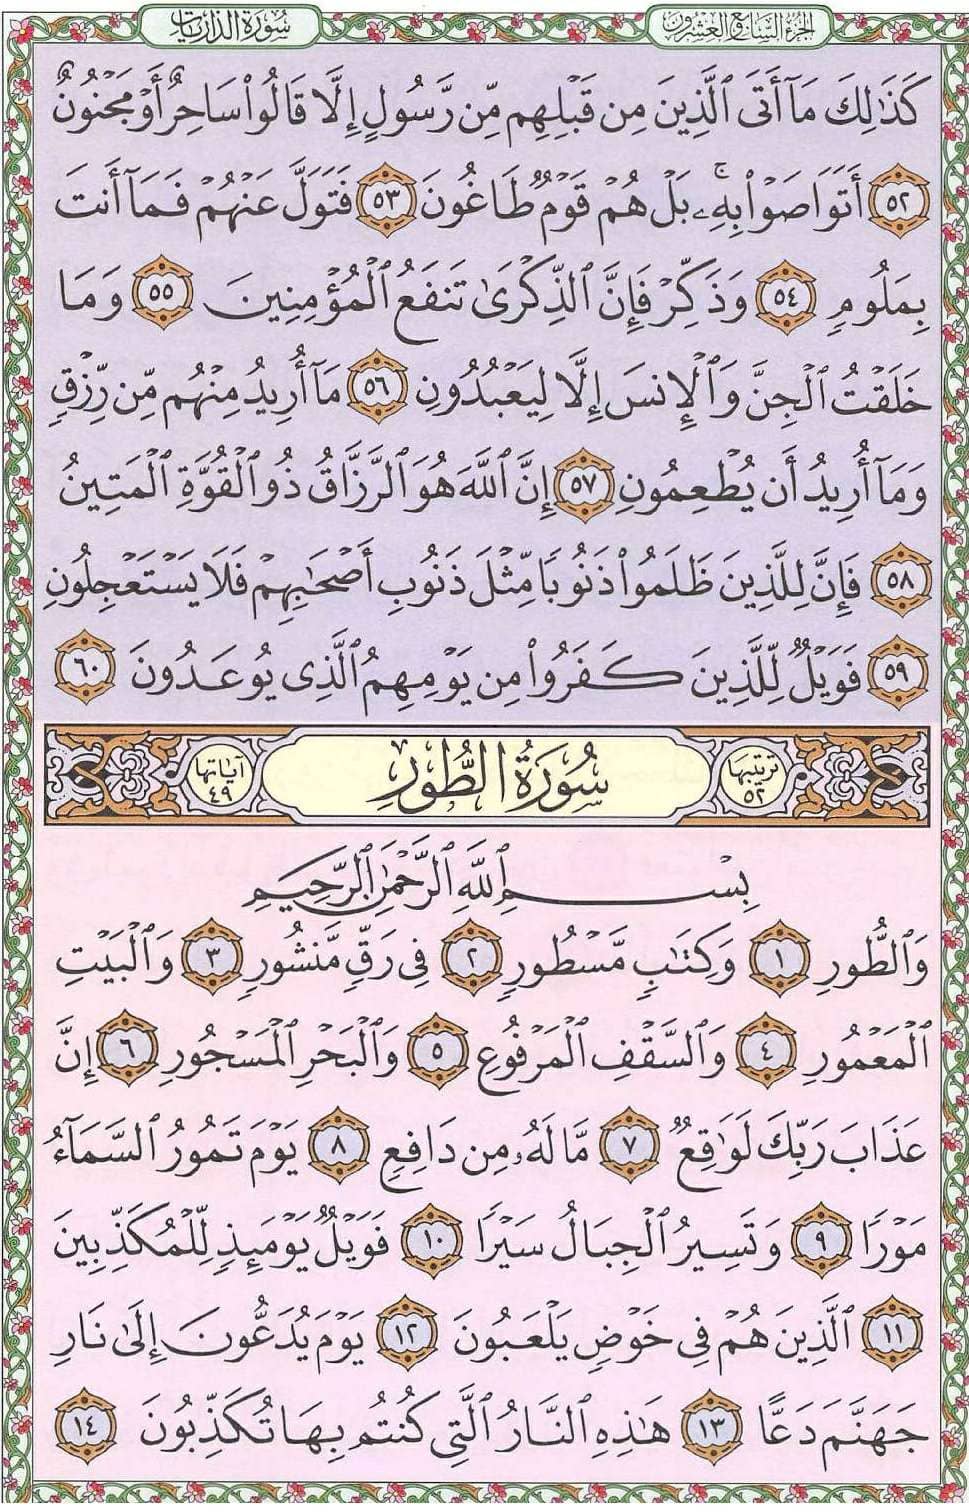 الجزء السابع العشرون
سورة الذاريات
كَذَٰلِكَ مَآ أَتَى ٱلَّذِينَ مِن قَبْلِهِم مِّن رَّسُولٍ إِلَّا قَالُوا۟ سَاحِرٌ أَوْ مَجْنُونٌ
٥٢ أَتَوَاصَوْا۟ بِهِۦ ۚ بَلْ هُمْ قَوْمٌ طَاغُونَ ٥٣ فَتَوَلَّ عَنْهُمْ فَمَآ أَنتَ
بِمَلُومٍ ٥٤ وَذَكِّرْ فَإِنَّ ٱلذِّكْرَىٰ تَنفَعُ ٱلْمُؤْمِنِينَ ٥٥ وَمَا
خَلَقْتُ ٱلْجِنَّ وَٱلْإِنسَ إِلَّا لِيَعْبُدُونِ ٥٦ مَآ أُرِيدُ مِنْهُم مِّن رِّزْقٍ
وَمَآ أُرِيدُ أَن يُطْعِمُونِ ٥٧ إِنَّ ٱللَّهَ هُوَ ٱلرَّزَّاقُ ذُو ٱلْقُوَّةِ ٱلْمَتِينُ
٥٨ فَإِنَّ لِلَّذِينَ ظَلَمُوا۟ ذَنُوبًا مِّثْلَ ذَنُوبِ أَصْحَٰبِهِمْ فَلَا يَسْتَعْجِلُونِ
٥٩ فَوَيْلٌ لِّلَّذِينَ كَفَرُوا۟ مِن يَوْمِهِمُ ٱلَّذِى يُوعَدُونَ ٦٠
ترتيبها ٥٢
سُورَةُ الطُّورِ
آياتها ٤٩
بِسْمِ ٱللَّهِ ٱلرَّحْمَٰنِ ٱلرَّحِيمِ
وَٱلطُّورِ ١ وَكِتَٰبٍ مَّسْطُورٍ ٢ فِى رَقٍّ مَّنشُورٍ ٣ وَٱلْبَيْتِ
ٱلْمَعْمُورِ ٤ وَٱلسَّقْفِ ٱلْمَرْفُوعِ ٥ وَٱلْبَحْرِ ٱلْمَسْجُورِ ٦ إِنَّ
عَذَابَ رَبِّكَ لَوَٰقِعٌ ٧ مَّا لَهُۥ مِن دَافِعٍ ٨ يَوْمَ تَمُورُ ٱلسَّمَآءُ
مَوْرًا ٩ وَتَسِيرُ ٱلْجِبَالُ سَيْرًا ١٠ فَوَيْلٌ يَوْمَئِذٍ لِّلْمُكَذِّبِينَ
١١ ٱلَّذِينَ هُمْ فِى خَوْضٍ يَلْعَبُونَ ١٢ يَوْمَ يُدَعُّونَ إِلَىٰ نَارِ
جَهَنَّمَ دَعًّا ١٣ هَٰذِهِ ٱلنَّارُ ٱلَّتِى كُنتُم بِهَا تُكَذِّبُونَ ١٤